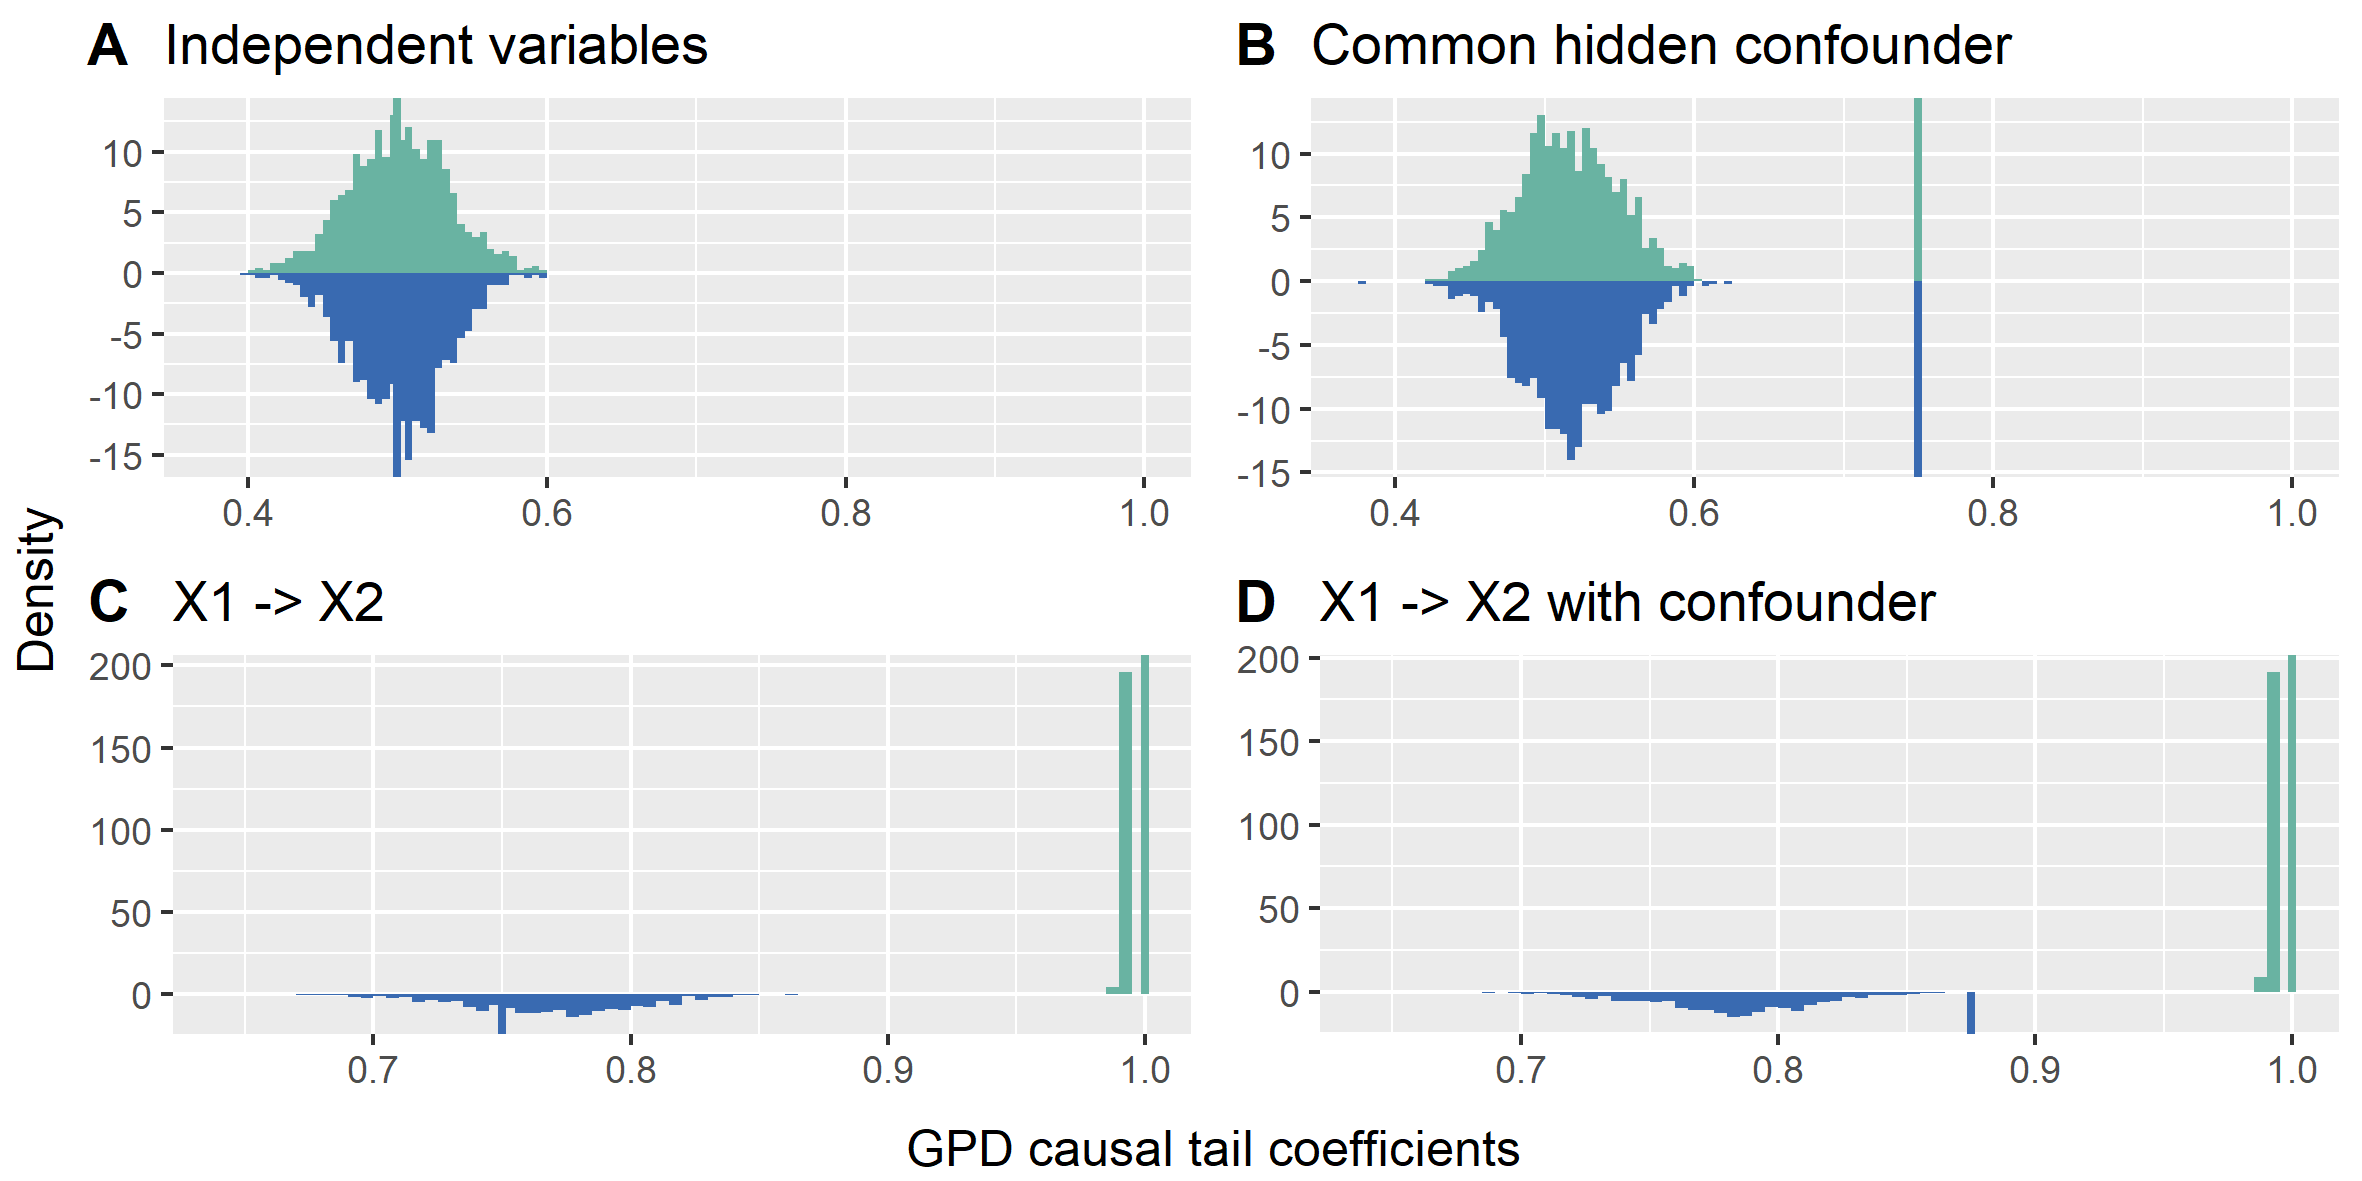 A Independent variables
10
5
0
-5
-10
-15
0.4 0.6 0.8 1.0
B Common hidden confounder
10
5
0
-5
-10
-15
0.4 0.6 0.8 1.0
Density
C X1 -> X2
200
150
100
50
0
0.7 0.8 0.9 1.0
D X1 -> X2 with confounder
200
150
100
50
0
0.7 0.8 0.9 1.0
GPD causal tail coefficients